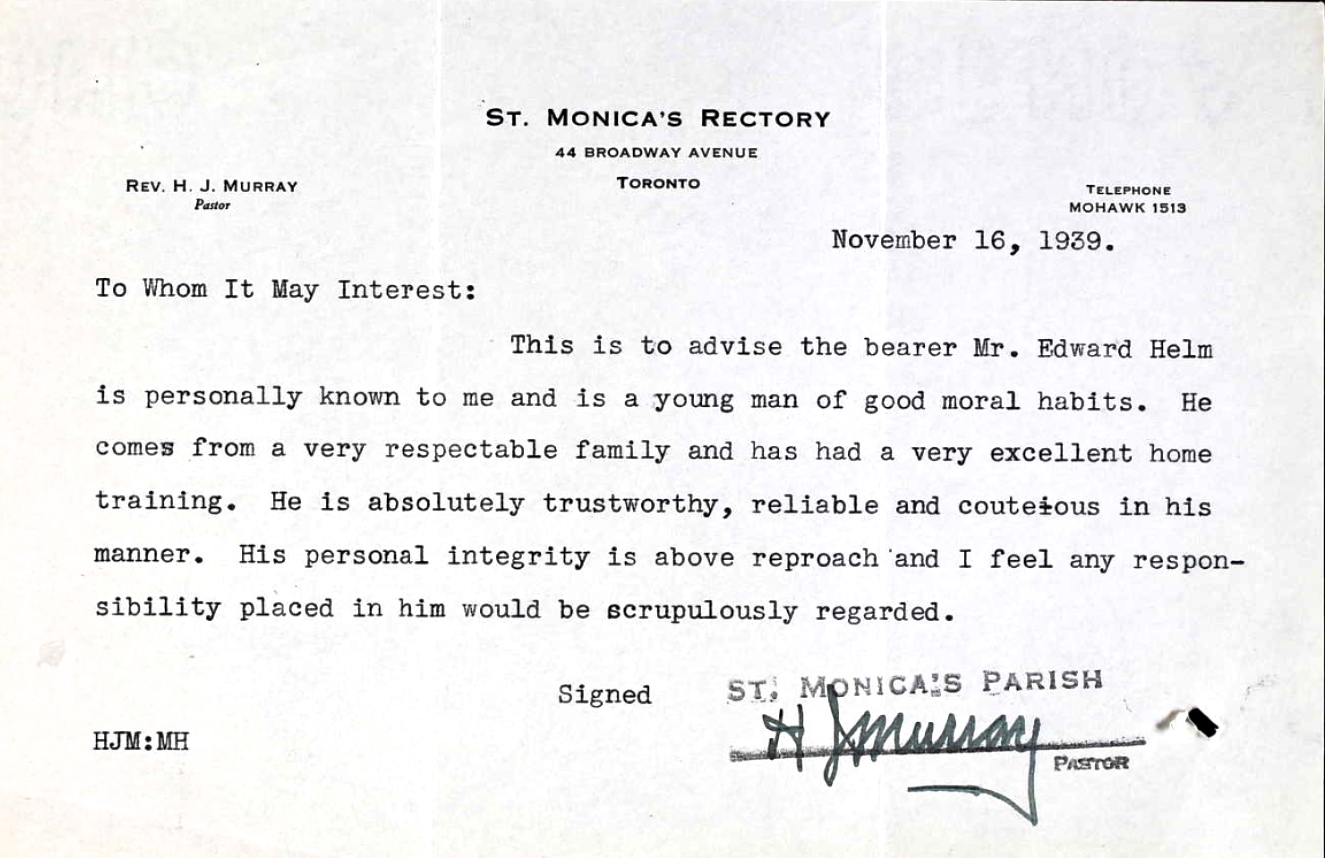 ST. MONICA'S RECTORY
44 BROADWAY AVENUE
TORONTO
REV. H. J. MURRAY
Pastor
TELEPHONE
MOHAWK 1513
November 16, 1939.
To Whom It May Interest:
This is to advise the bearer Mr. Edward Helm
is personally known to me and is a young man of good moral habits. He
comes from a very respectable family and has had a very excellent home
training. He is absolutely trustworthy, reliable and couteious in his
manner. His personal integrity is above reproach and I feel any respon-
sibility placed in him would be scrupulously regarded.
Signed
ST. MONICA'S PARISH
H J Murray
PASTOR
HJM:MH